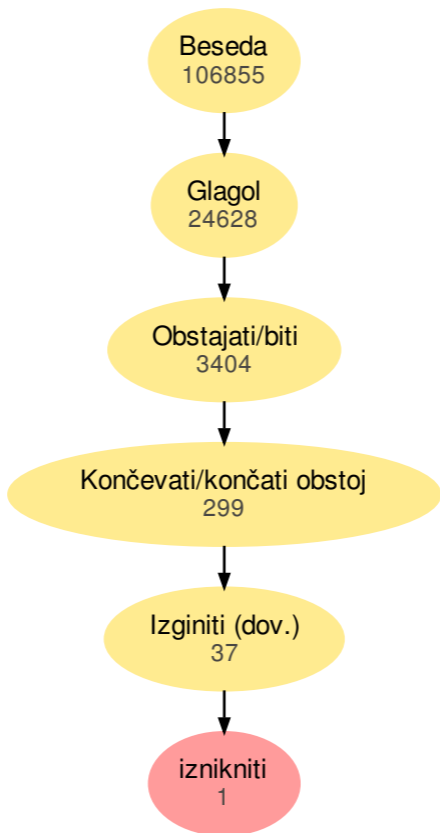 Beseda
106855
Glagol
24628
Obstajati/biti
3404
Končevati/končati obstoj
299
Izginiti (dov.)
37
iznikniti
1